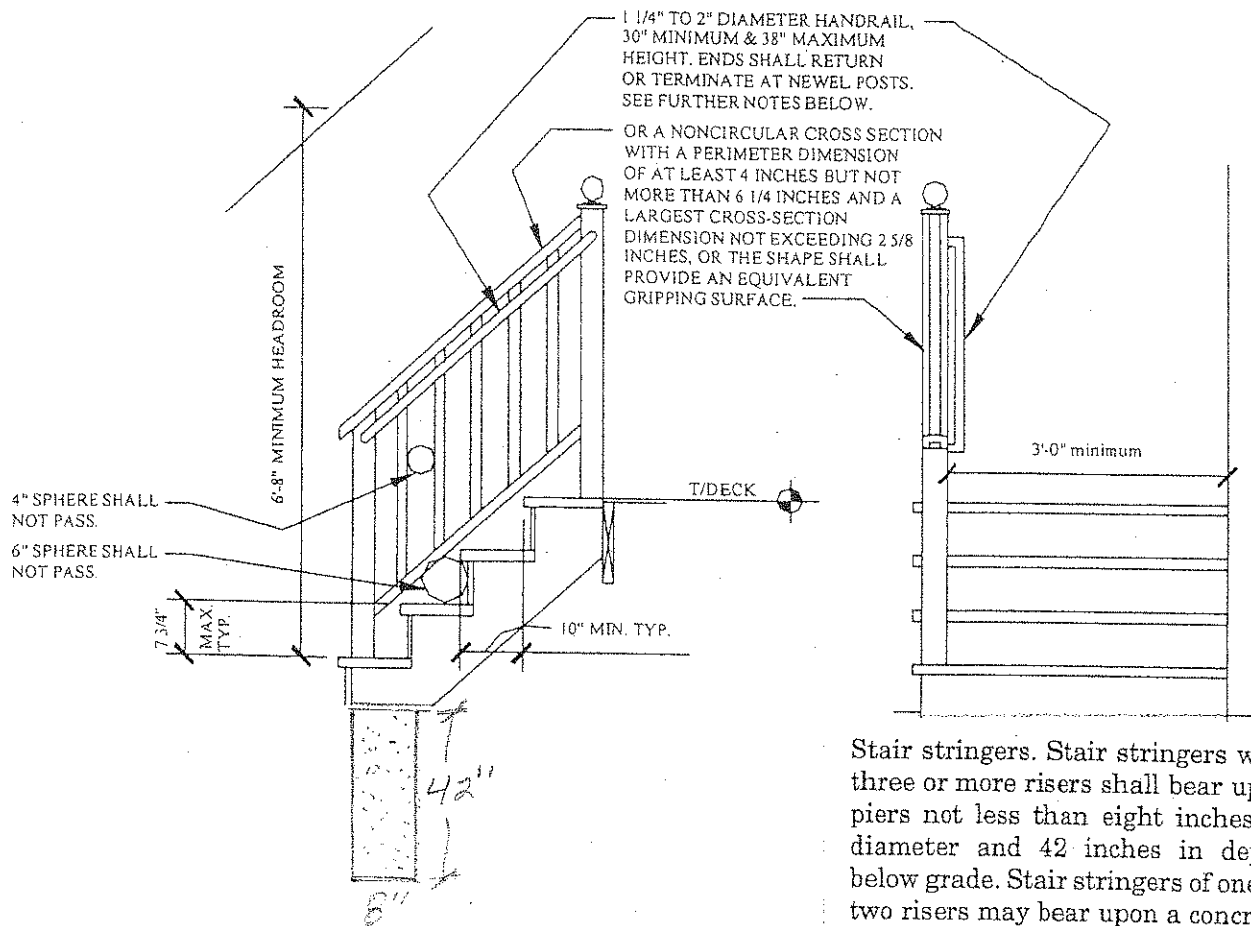 1 1/4" TO 2" DIAMETER HANDRAIL,
30" MINIMUM & 38" MAXIMUM
HEIGHT. ENDS SHALL RETURN
OR TERMINATE AT NEWEL POSTS.
SEE FURTHER NOTES BELOW.
OR A NONCIRCULAR CROSS SECTION
WITH A PERIMETER DIMENSION
OF AT LEAST 4 INCHES BUT NOT
MORE THAN 6 1/4 INCHES AND A
LARGEST CROSS-SECTION
DIMENSION NOT EXCEEDING 2 5/8
INCHES, OR THE SHAPE SHALL
PROVIDE AN EQUIVALENT
GRIPPING SURFACE.
6'-8" MINIMUM HEADROOM
3'-0" minimum
4" SPHERE SHALL
NOT PASS.
T/DECK
6" SPHERE SHALL
NOT PASS.
7 3/4"
MAX.
TYP.
10" MIN. TYP.
42"
8"
Stair stringers. Stair stringers
three or more risers shall bear
piers not less than eight inches
diameter and 42 inches in
below grade. Stair stringers of one
two risers may bear upon a